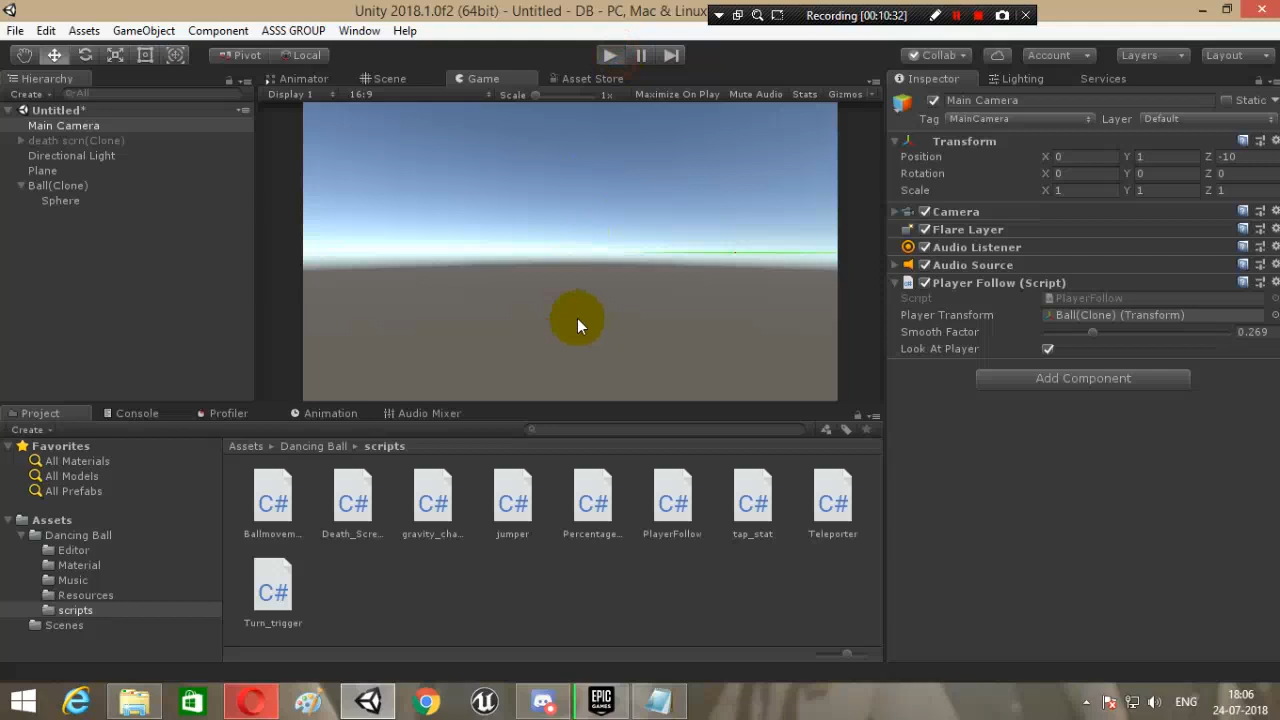 Unity 2018.1.0f2 (64bit) - Untitled - DB - PC, Mac & Linux
Recording [00:10:32]
File Edit Assets GameObject Component ASSS GROUP Window Help
Pivot Local
Collab Account Layers Layout
Hierarchy
Animator Scene Game Asset Store
Inspector Lighting Services
Create All
Display 1 16:9 Scale 1x Maximize On Play Mute Audio Stats Gizmos
Main Camera Static
Untitled*
Tag MainCamera Layer Default
Main Camera
death scrn(Clone)
Directional Light
Plane
Ball(Clone)
Sphere
Transform
Position X 0 Y 1 Z -10
Rotation X 0 Y 0 Z 0
Scale X 1 Y 1 Z 1
Camera
Flare Layer
Audio Listener
Audio Source
Player Follow (Script)
Script PlayerFollow
Player Transform Ball(Clone) (Transform)
Smooth Factor 0.269
Look At Player
Add Component
Project Console Profiler Animation Audio Mixer
Create
Favorites
All Materials
All Models
All Prefabs
Assets
Dancing Ball
Editor
Material
Music
Resources
scripts
Scenes
Assets Dancing Ball scripts
C# C# C# C# C# C# C# C#
Ballmovem... Death_Scre... gravity_cha... jumper Percentage... PlayerFollow tap_stat Teleporter
C#
Turn_trigger
EPIC GAMES
ENG
18:06
24-07-2018